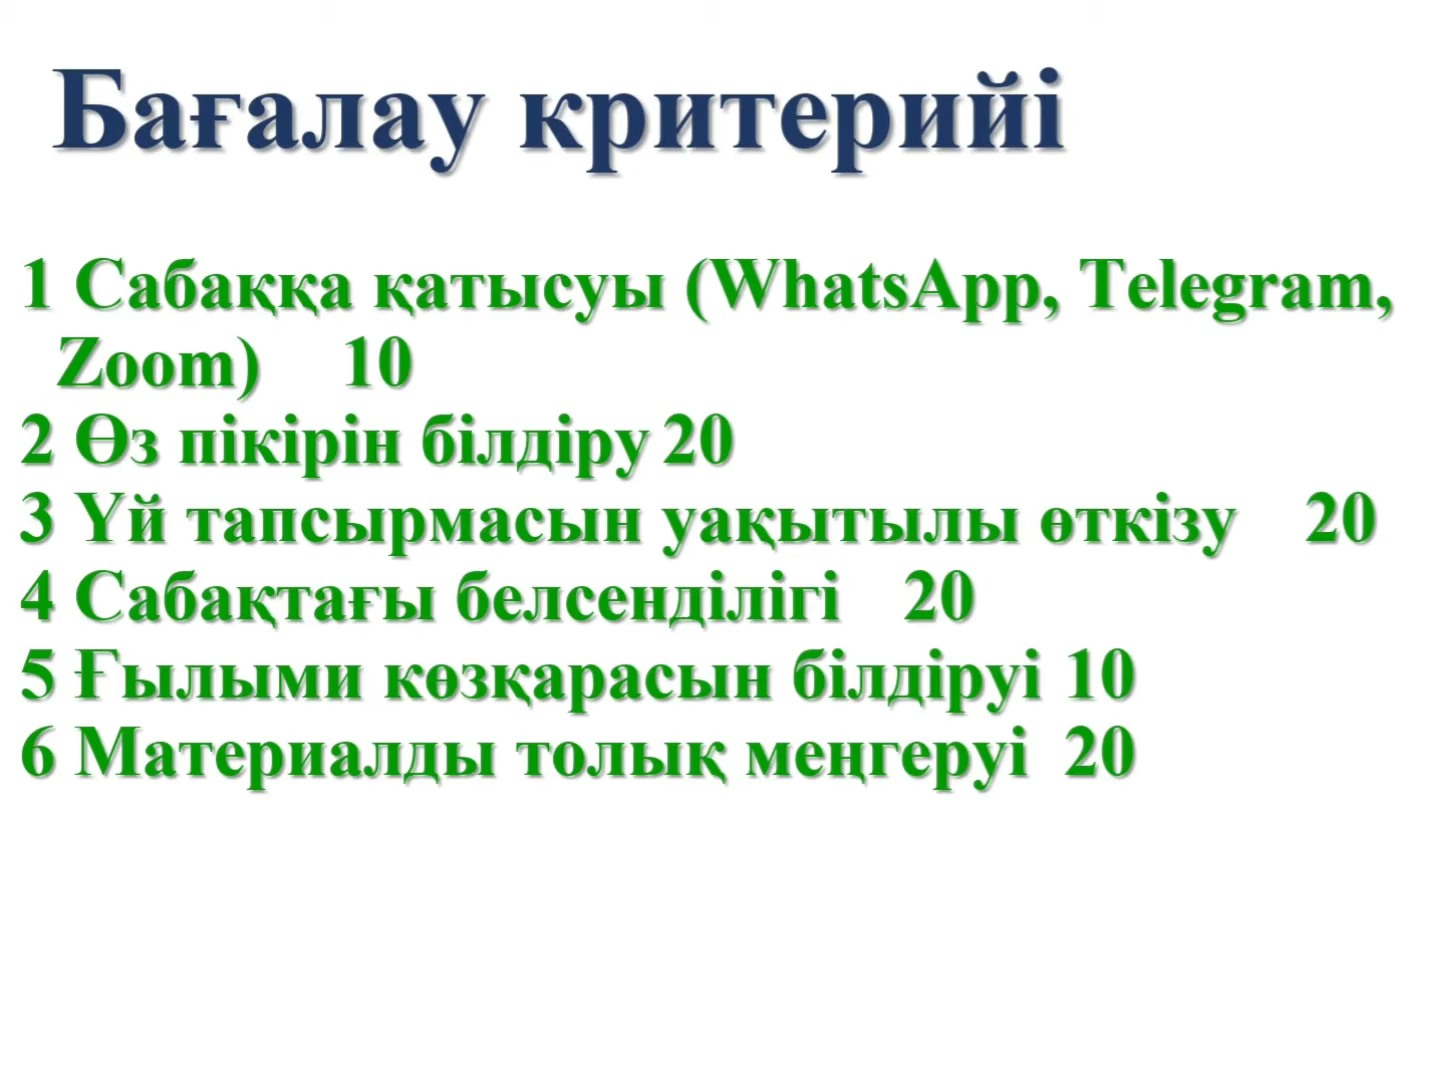 Бағалау критерийі
1 Сабаққа қатысуы (WhatsApp, Telegram,
Zoom) 10
2 Өз пікірін білдіру 20
3 Үй тапсырмасын уақытылы өткізу 20
4 Сабақтағы белсенділігі 20
5 Ғылыми көзқарасын білдіруі 10
6 Материалды толық меңгеруі 20